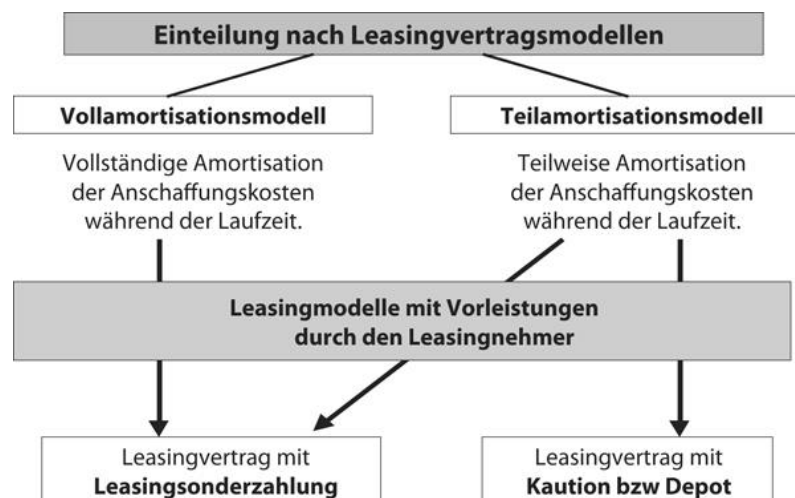 Einteilung nach Leasingvertragsmodellen
Vollamortisationsmodell
Vollständige Amortisation
der Anschaffungskosten
während der Laufzeit.
Teilamortisationsmodell
Teilweise Amortisation
der Anschaffungskosten
während der Laufzeit.
Leasingmodelle mit Vorleistungen
durch den Leasingnehmer
Leasingvertrag mit
Leasingsonderzahlung
Leasingvertrag mit
Kaution bzw Depot